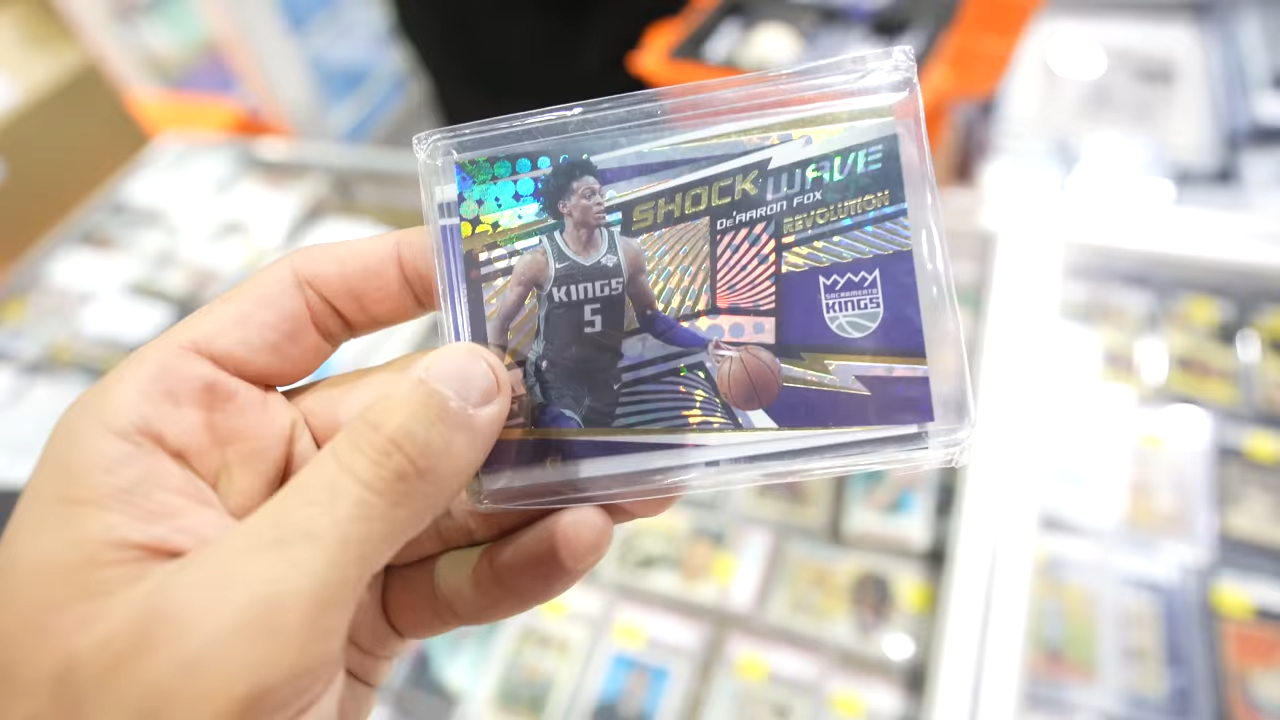 SHOCK WAVE
De'AARON FOX
REVOLUTION
KINGS
5
SACRAMENTO
KINGS